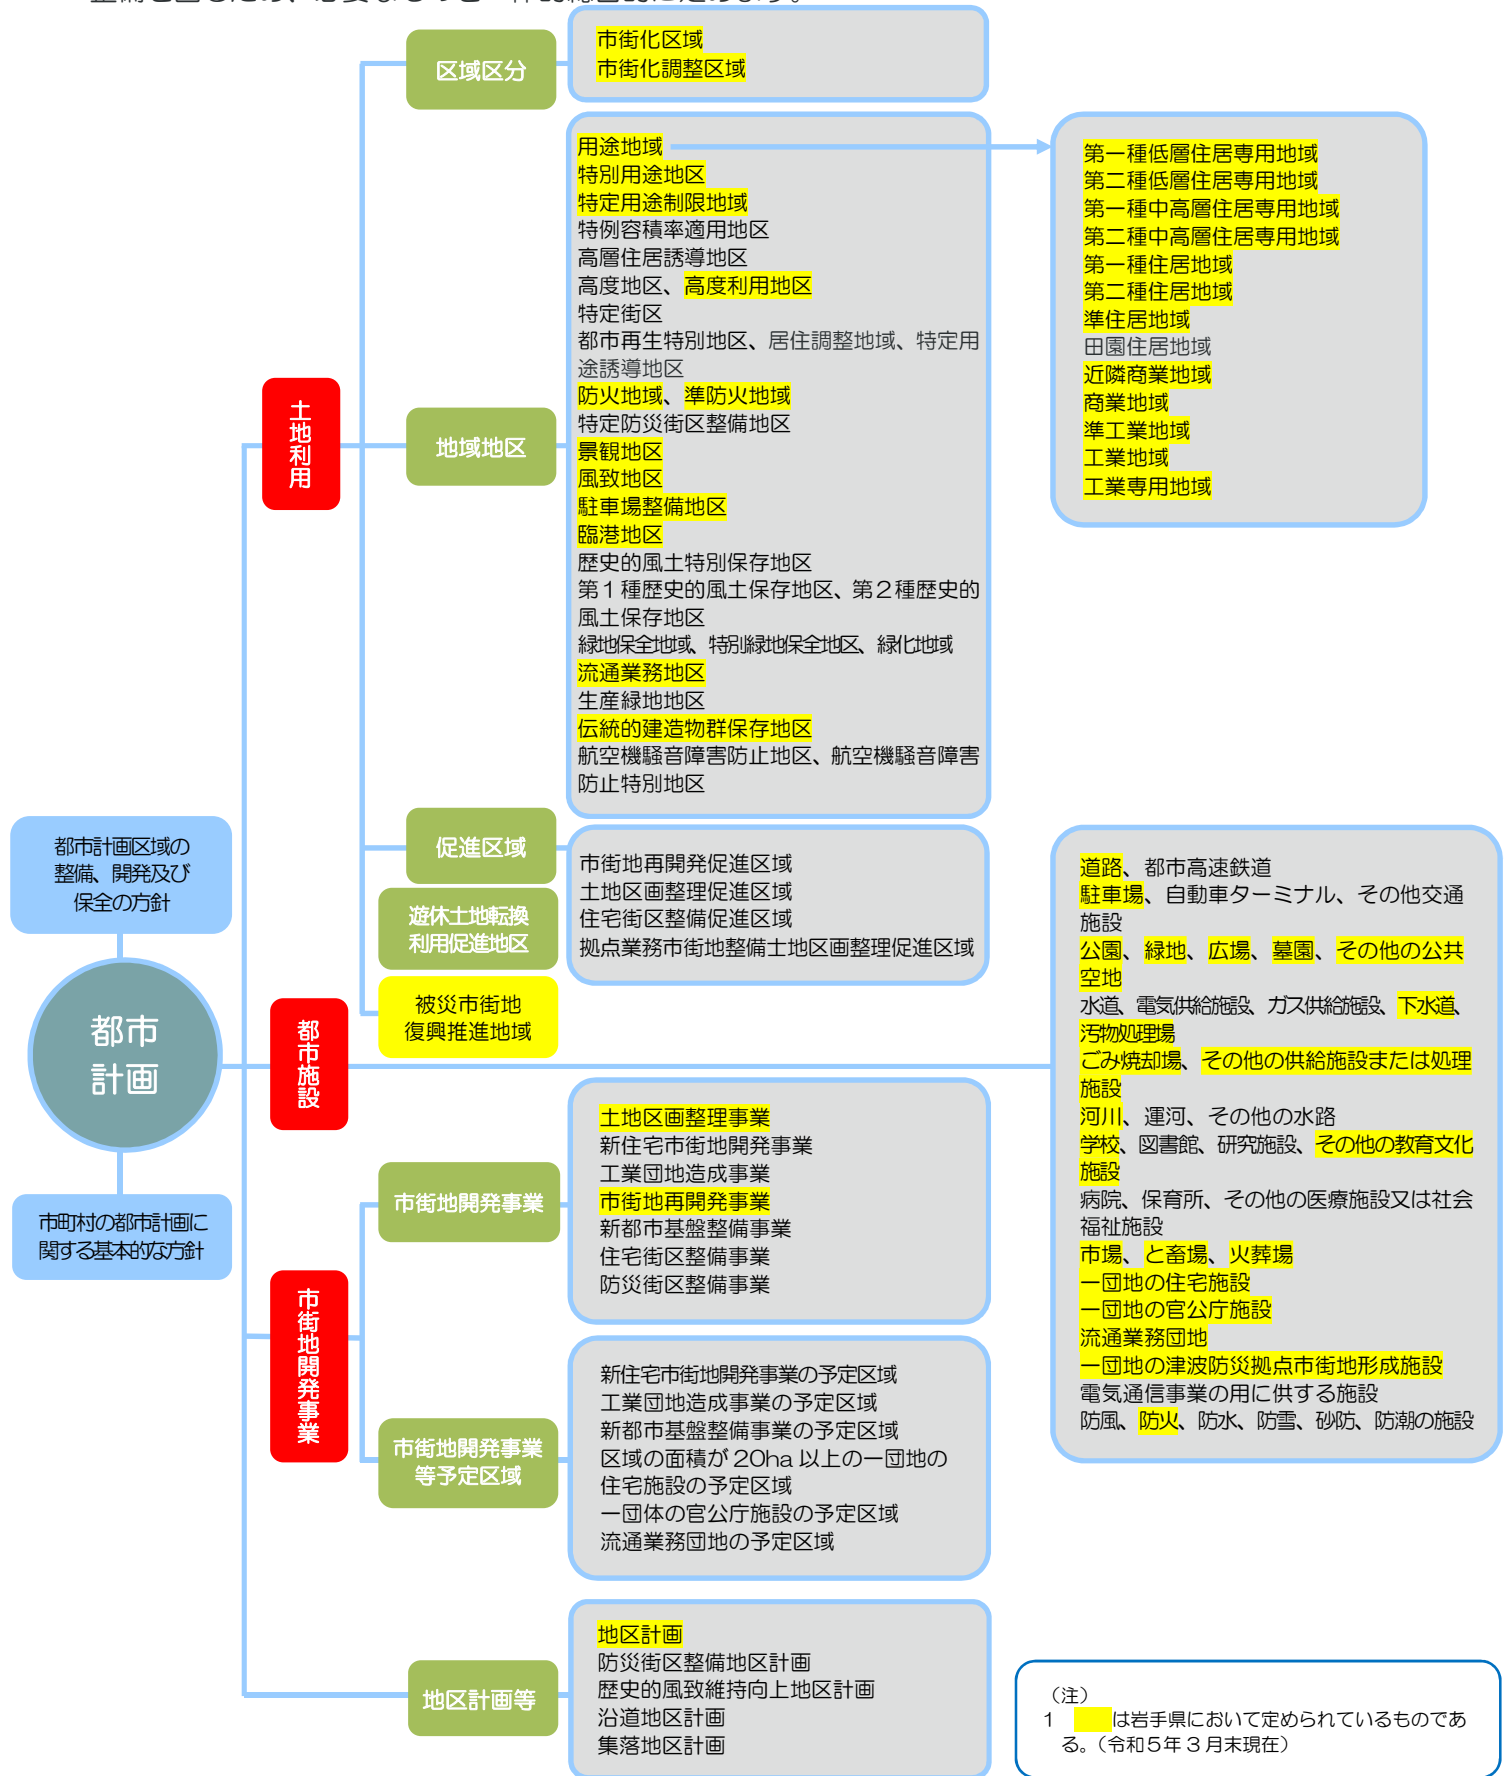 区域区分
市街化区域
市街化調整区域
用途地域
特別用途地区
特定用途制限地域
特例容積率適用地区
高層住居誘導地区
高度地区、高度利用地区
特定街区
都市再生特別地区、居住調整地域、特定用
途誘導地区
防火地域、準防火地域
特定防災街区整備地区
景観地区
風致地区
駐車場整備地区
臨港地区
歴史的風土特別保存地区
第1種歴史的風土保存地区、第2種歴史的
風土保存地区
緑地保全地域、特別緑地保全地区、緑化地域
流通業務地区
生産緑地地区
伝統的建造物群保存地区
航空機騒音障害防止地区、航空機騒音障害
防止特別地区
第一種低層住居専用地域
第二種低層住居専用地域
第一種中高層住居専用地域
第二種中高層住居専用地域
第一種住居地域
第二種住居地域
準住居地域
田園住居地域
近隣商業地域
商業地域
準工業地域
工業地域
工業専用地域
土地利用
地域地区
促進区域
市街地再開発促進区域
土地区画整理促進区域
住宅街区整備促進区域
拠点業務市街地整備土地区画整理促進区域
遊休土地転換
利用促進地区
被災市街地
復興推進地域
都市計画区域の
整備、開発及び
保全の方針
都市
計画
市町村の都市計画に
関する基本的な方針
都市施設
道路、都市高速鉄道
駐車場、自動車ターミナル、その他交通
施設
公園、緑地、広場、墓園、その他の公共
空地
水道、電気供給施設、ガス供給施設、下水道、
汚物処理場
ごみ焼却場、その他の供給施設または処理
施設
河川、運河、その他の水路
学校、図書館、研究施設、その他の教育文化
施設
病院、保育所、その他の医療施設又は社会
福祉施設
市場、と畜場、火葬場
一団地の住宅施設
一団地の官公庁施設
流通業務団地
一団地の津波防災拠点市街地形成施設
電気通信事業の用に供する施設
防風、防火、防水、防雪、砂防、防潮の施設
市街地開発事業
市街地開発事業
土地区画整理事業
新住宅市街地開発事業
工業団地造成事業
市街地再開発事業
新都市基盤整備事業
住宅街区整備事業
防災街区整備事業
市街地開発事業
等予定区域
新住宅市街地開発事業の予定区域
工業団地造成事業の予定区域
新都市基盤整備事業の予定区域
区域の面積が20ha以上の一団地の
住宅施設の予定区域
一団体の官公庁施設の予定区域
流通業務団地の予定区域
地区計画等
地区計画
防災街区整備地区計画
歴史的風致維持向上地区計画
沿道地区計画
集落地区計画
(注)
1 は岩手県において定められているものであ
る。(令和5年3月末現在)